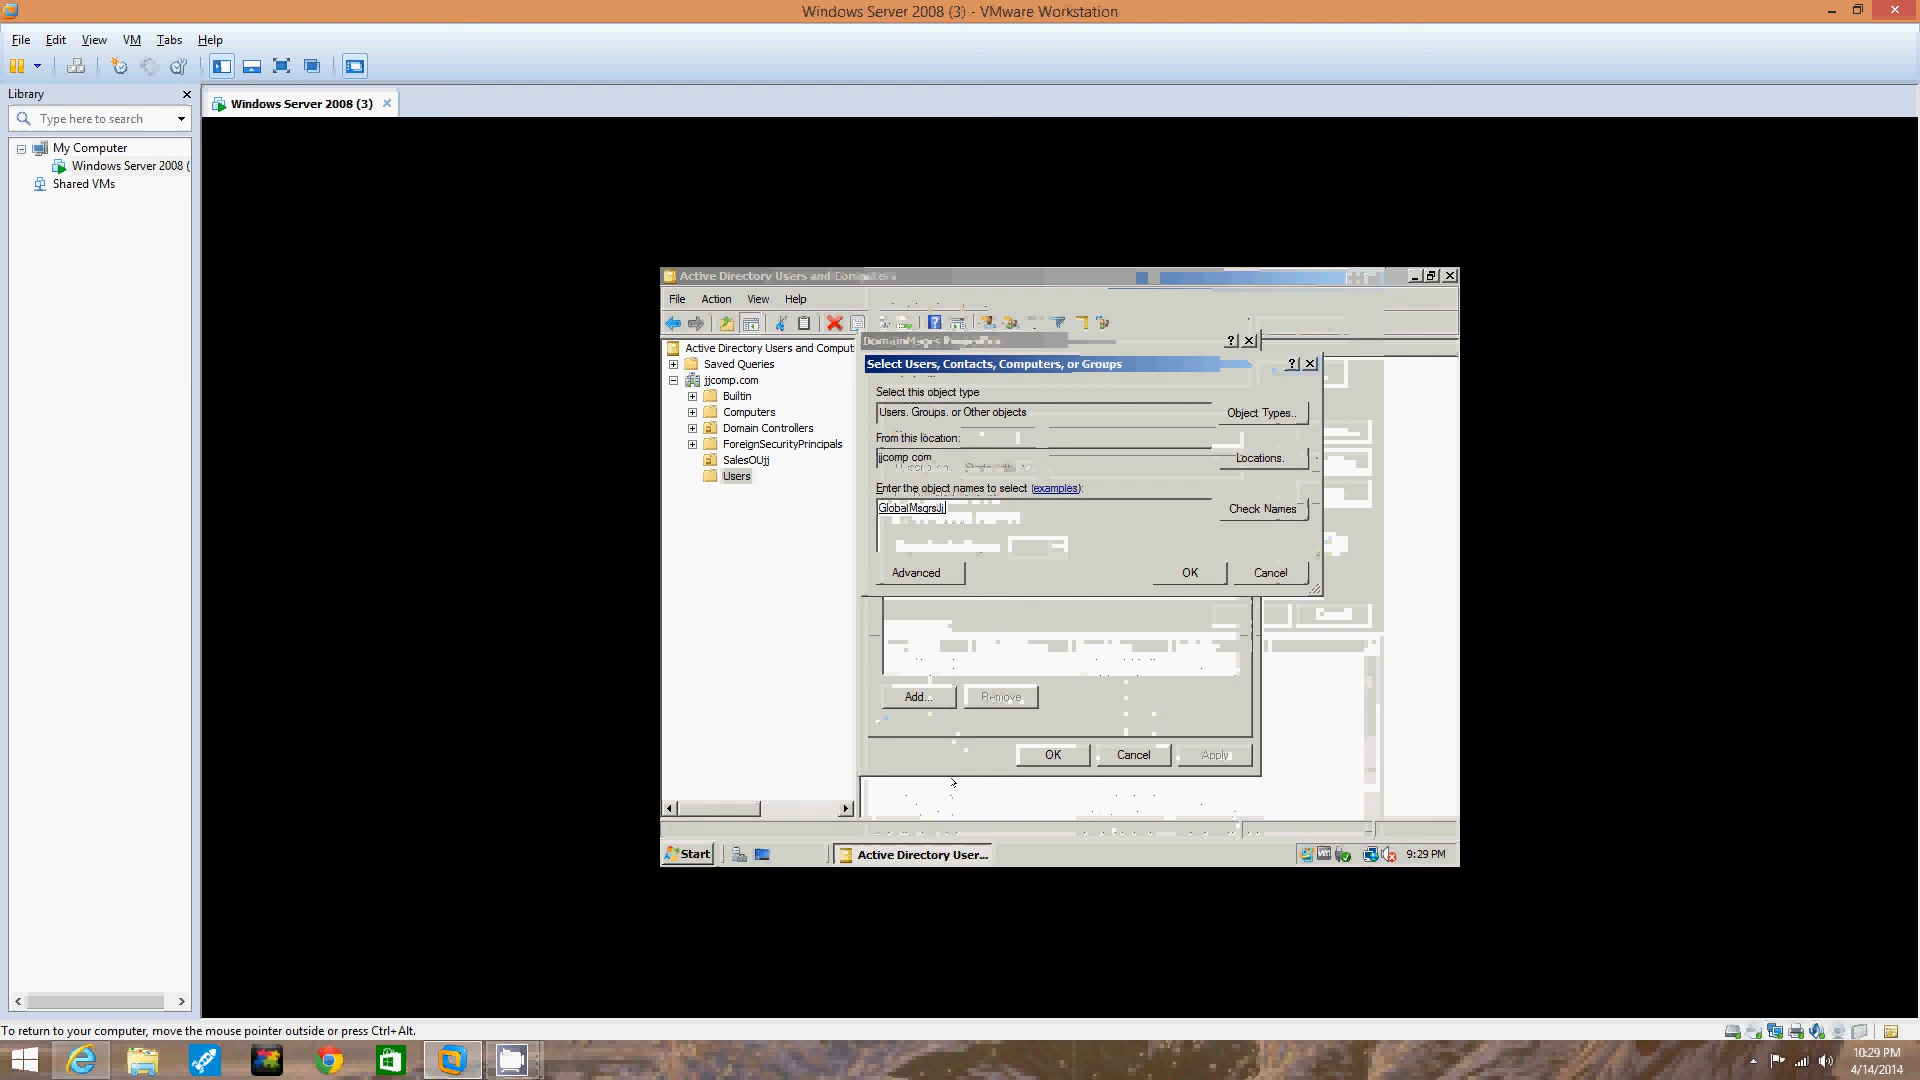 Windows Server 2008 (3) - VMware Workstation
File Edit View VM Tabs Help
Library
Type here to search
Windows Server 2008 (3)
My Computer
Windows Server 2008 (
Shared VMs
Active Directory Users and Comp
File Action View Help
Active Directory Users and Comput
Saved Queries
jjcomp.com
Builtin
Computers
Domain Controllers
ForeignSecurityPrincipals
SalesOUjj
Users
Select Users, Contacts, Computers, or Groups
Select this object type
Users, Groups, or Other objects
Object Types..
From this location:
jjcomp com
Locations.
Enter the object names to select (examples):
GlobalMsgrsJj
Check Names
Advanced
OK Cancel
Add... Remove
OK Cancel Apply
Start
Active Directory User...
9:29 PM
To return to your computer, move the mouse pointer outside or press Ctrl+Alt.
10:29 PM
4/14/2014